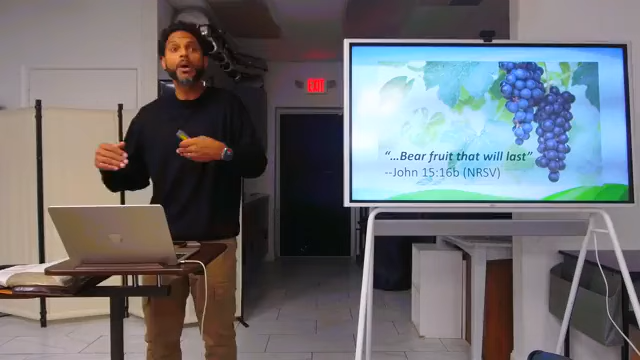 EXIT
“...Bear fruit that will last”
--John 15:16b (NRSV)